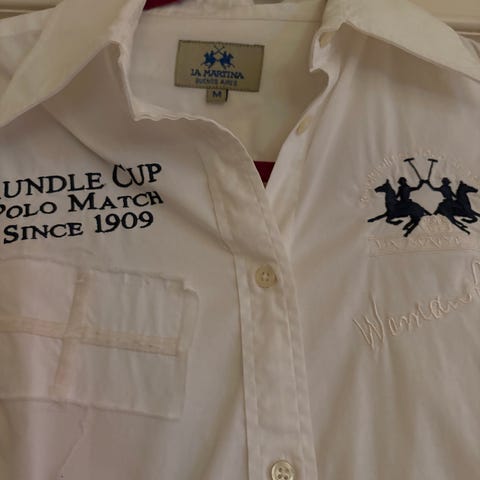 LA MARTINA
BUENOS AIRES
M
UNDLE CUP
POLO MATCH
SINCE 1909